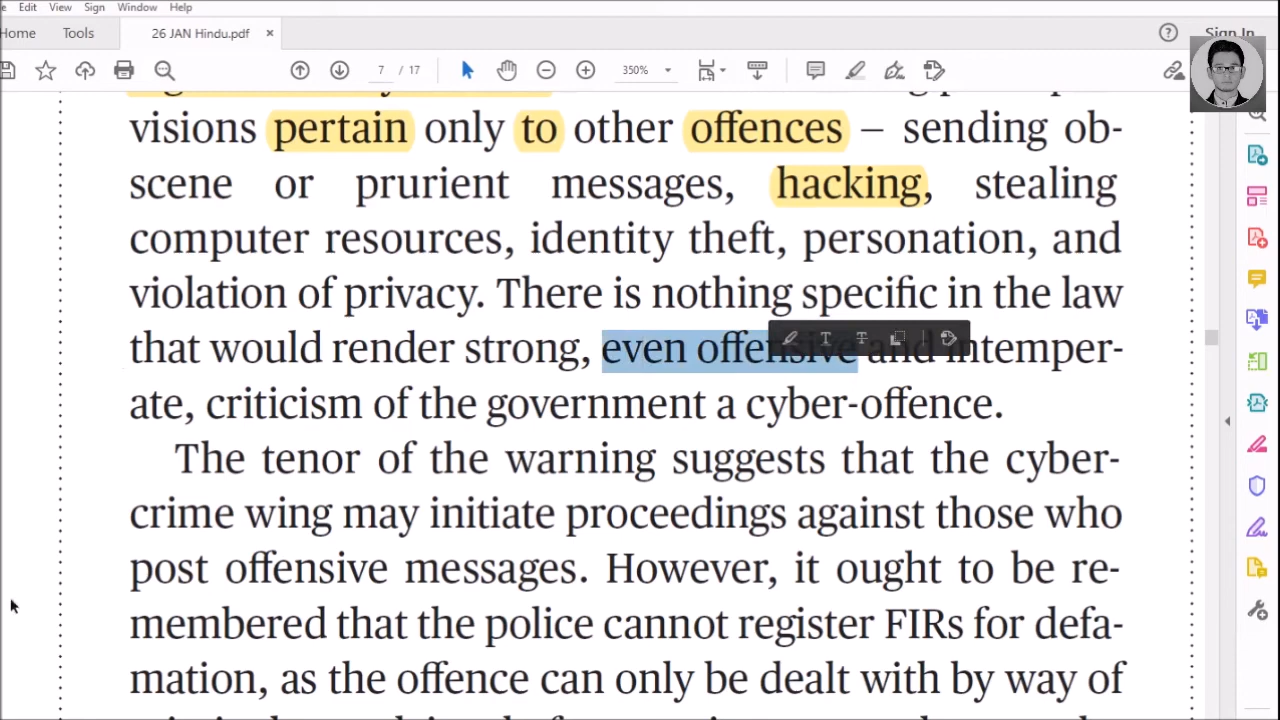 Edit View Sign Window Help
Home Tools 26 JAN Hindu.pdf × Sign In
7 / 17 350%
visions pertain only to other offences – sending ob-
scene or prurient messages, hacking, stealing
computer resources, identity theft, personation, and
violation of privacy. There is nothing specific in the law
that would render strong, even offensive and intemper-
ate, criticism of the government a cyber-offence.
The tenor of the warning suggests that the cyber-
crime wing may initiate proceedings against those who
post offensive messages. However, it ought to be re-
membered that the police cannot register FIRs for defa-
mation, as the offence can only be dealt with by way of